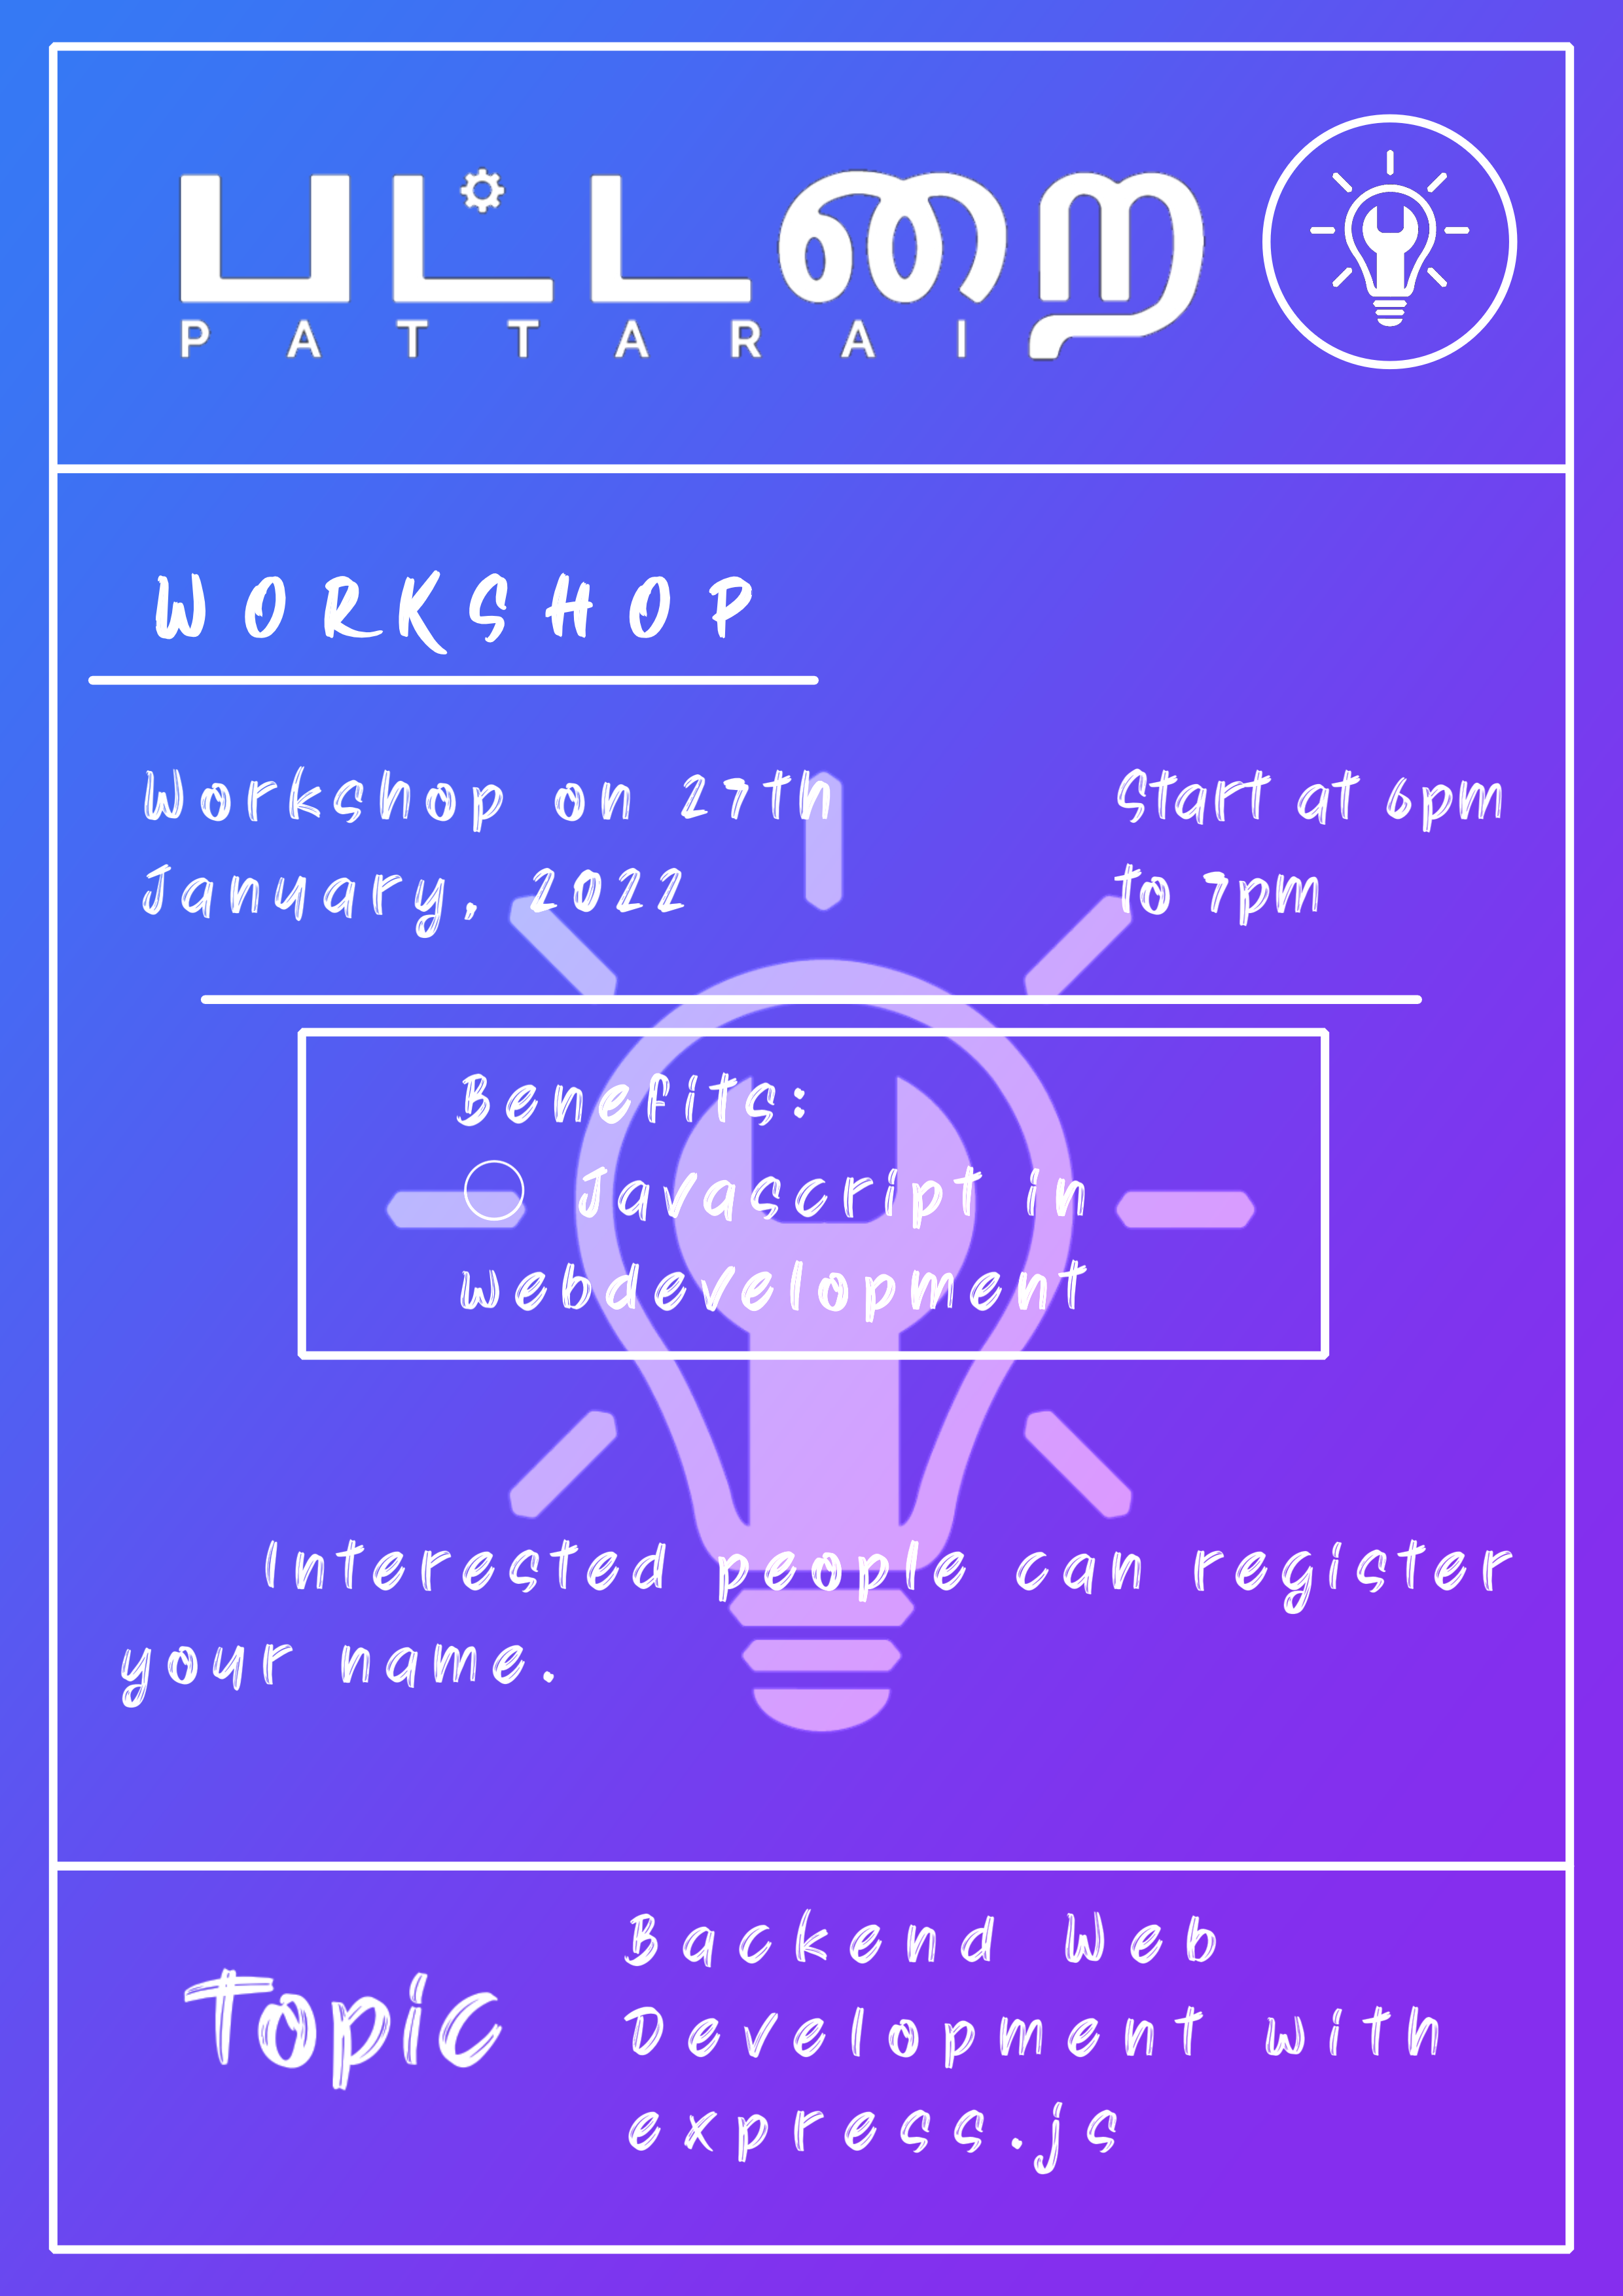 பட்டறை
PATTARAI
WORKSHOP
Workshop on 27th
January, 2022
Start at 6pm
to 7pm
Benefits:
Javascript in
webdevelopment
Interested people can register
your name.
Topic
Backend Web
Development with
express.js